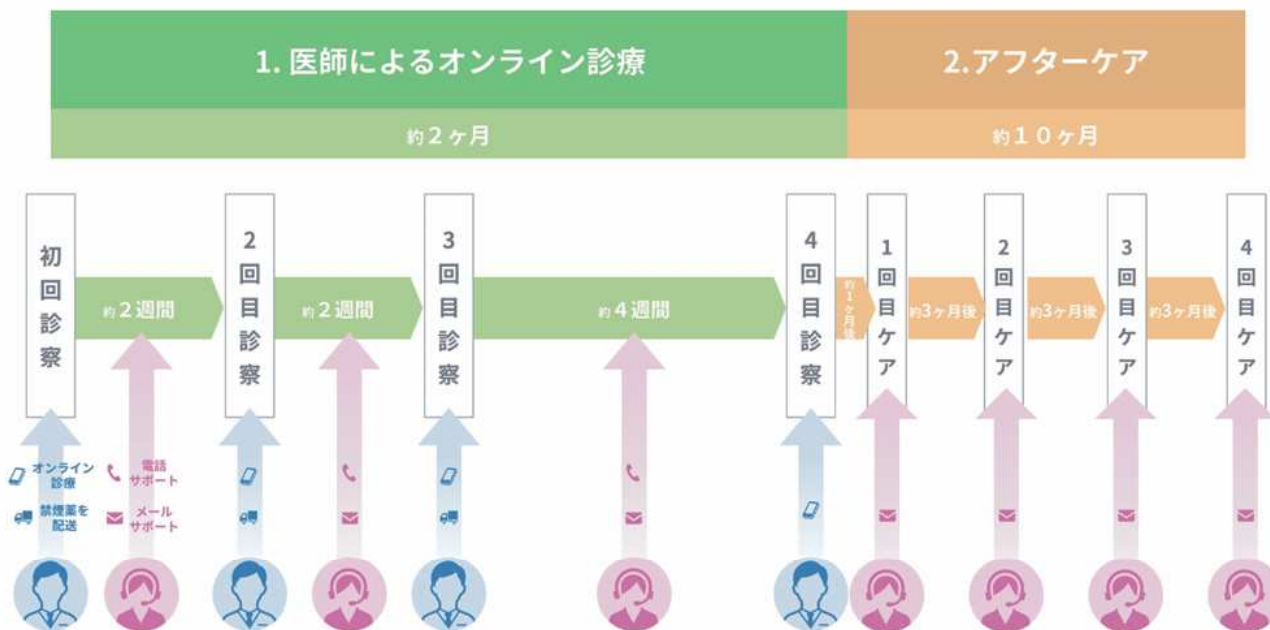 1. 医師によるオンライン診療
2.アフターケア
約２ヶ月
約１０ヶ月
初回診察
約２週間
2回目診察
約２週間
3回目診察
約４週間
4回目診察
約1ヶ月後
1回目ケア
約3ヶ月後
2回目ケア
約3ヶ月後
3回目ケア
約3ヶ月後
4回目ケア
オンライン
診療
電話
サポート
禁煙薬を
配送
メール
サポート